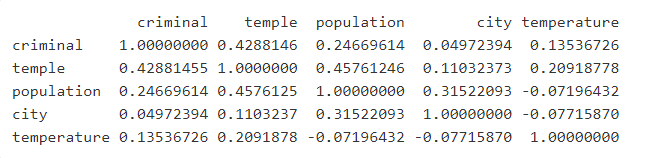 criminal temple population city temperature
criminal 1.00000000 0.4288146 0.24669614 0.04972394 0.13536726
temple 0.42881455 1.0000000 0.45761246 0.11032373 0.20918778
population 0.24669614 0.4576125 1.00000000 0.31522093 -0.07196432
city 0.04972394 0.1103237 0.31522093 1.00000000 -0.07715870
temperature 0.13536726 0.2091878 -0.07196432 -0.07715870 1.00000000